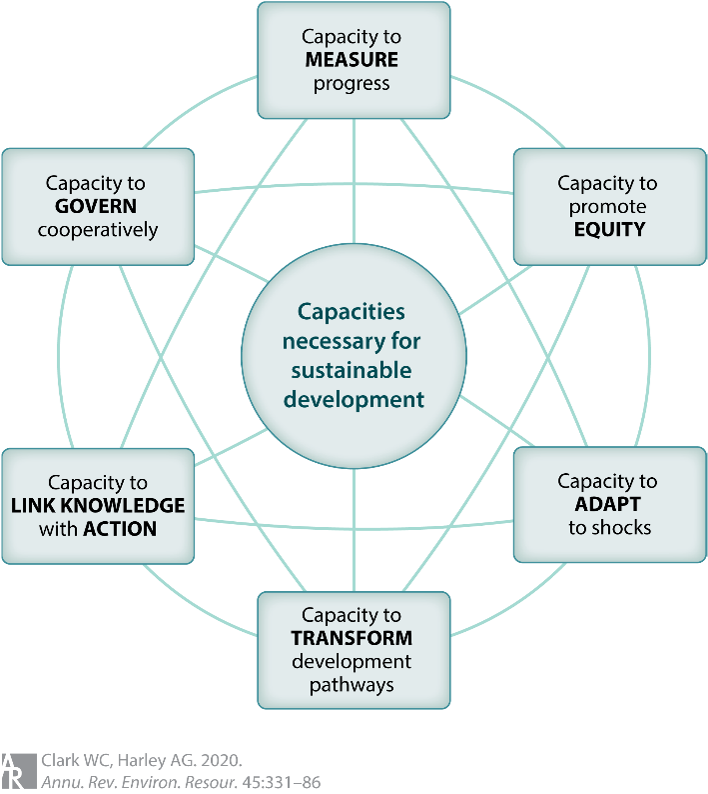 Capacity to
MEASURE
progress
Capacity to
GOVERN
cooperatively
Capacity to
promote
EQUITY
Capacities
necessary for
sustainable
development
Capacity to
LINK KNOWLEDGE
with ACTION
Capacity to
ADAPT
to shocks
Capacity to
TRANSFORM
development
pathways
AR
Clark WC, Harley AG. 2020.
Annu. Rev. Environ. Resour. 45:331–86